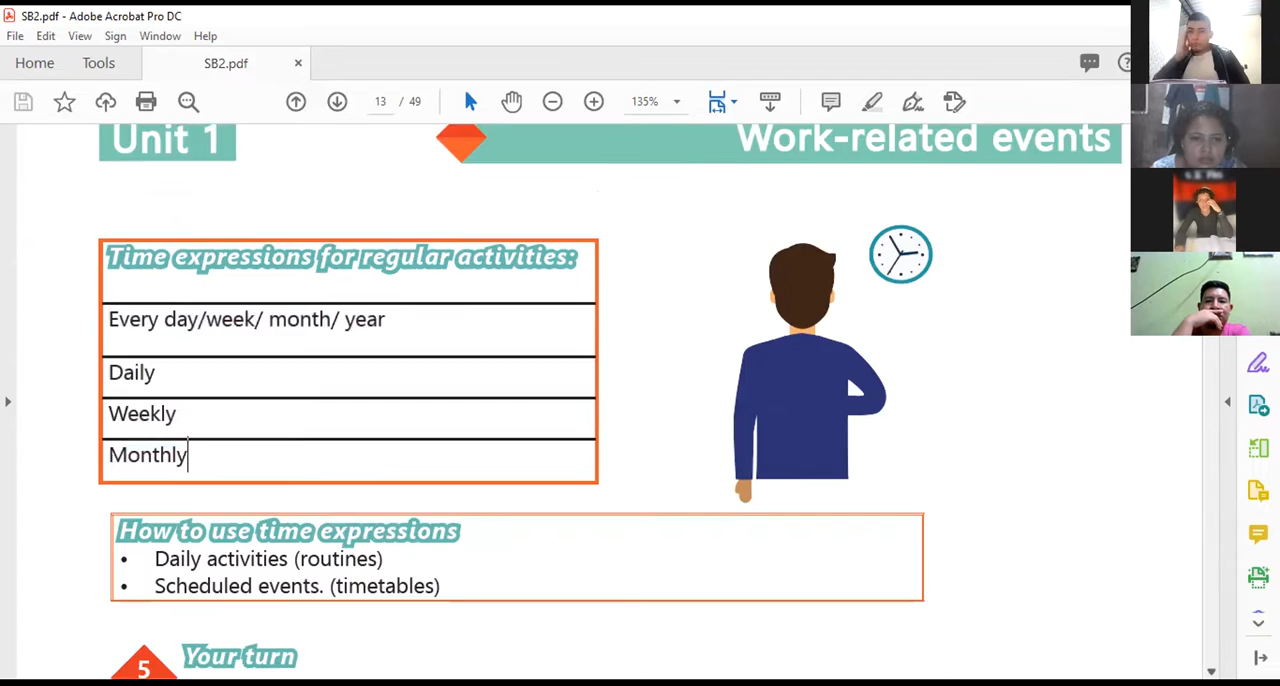 SB2.pdf - Adobe Acrobat Pro DC
File Edit View Sign Window Help
Home Tools SB2.pdf ×
13 / 49 135%
Unit 1 Work-related events
Time expressions for regular activities:
Every day/week/ month/ year
Daily
Weekly
Monthly
How to use time expressions
• Daily activities (routines)
• Scheduled events. (timetables)
5 Your turn